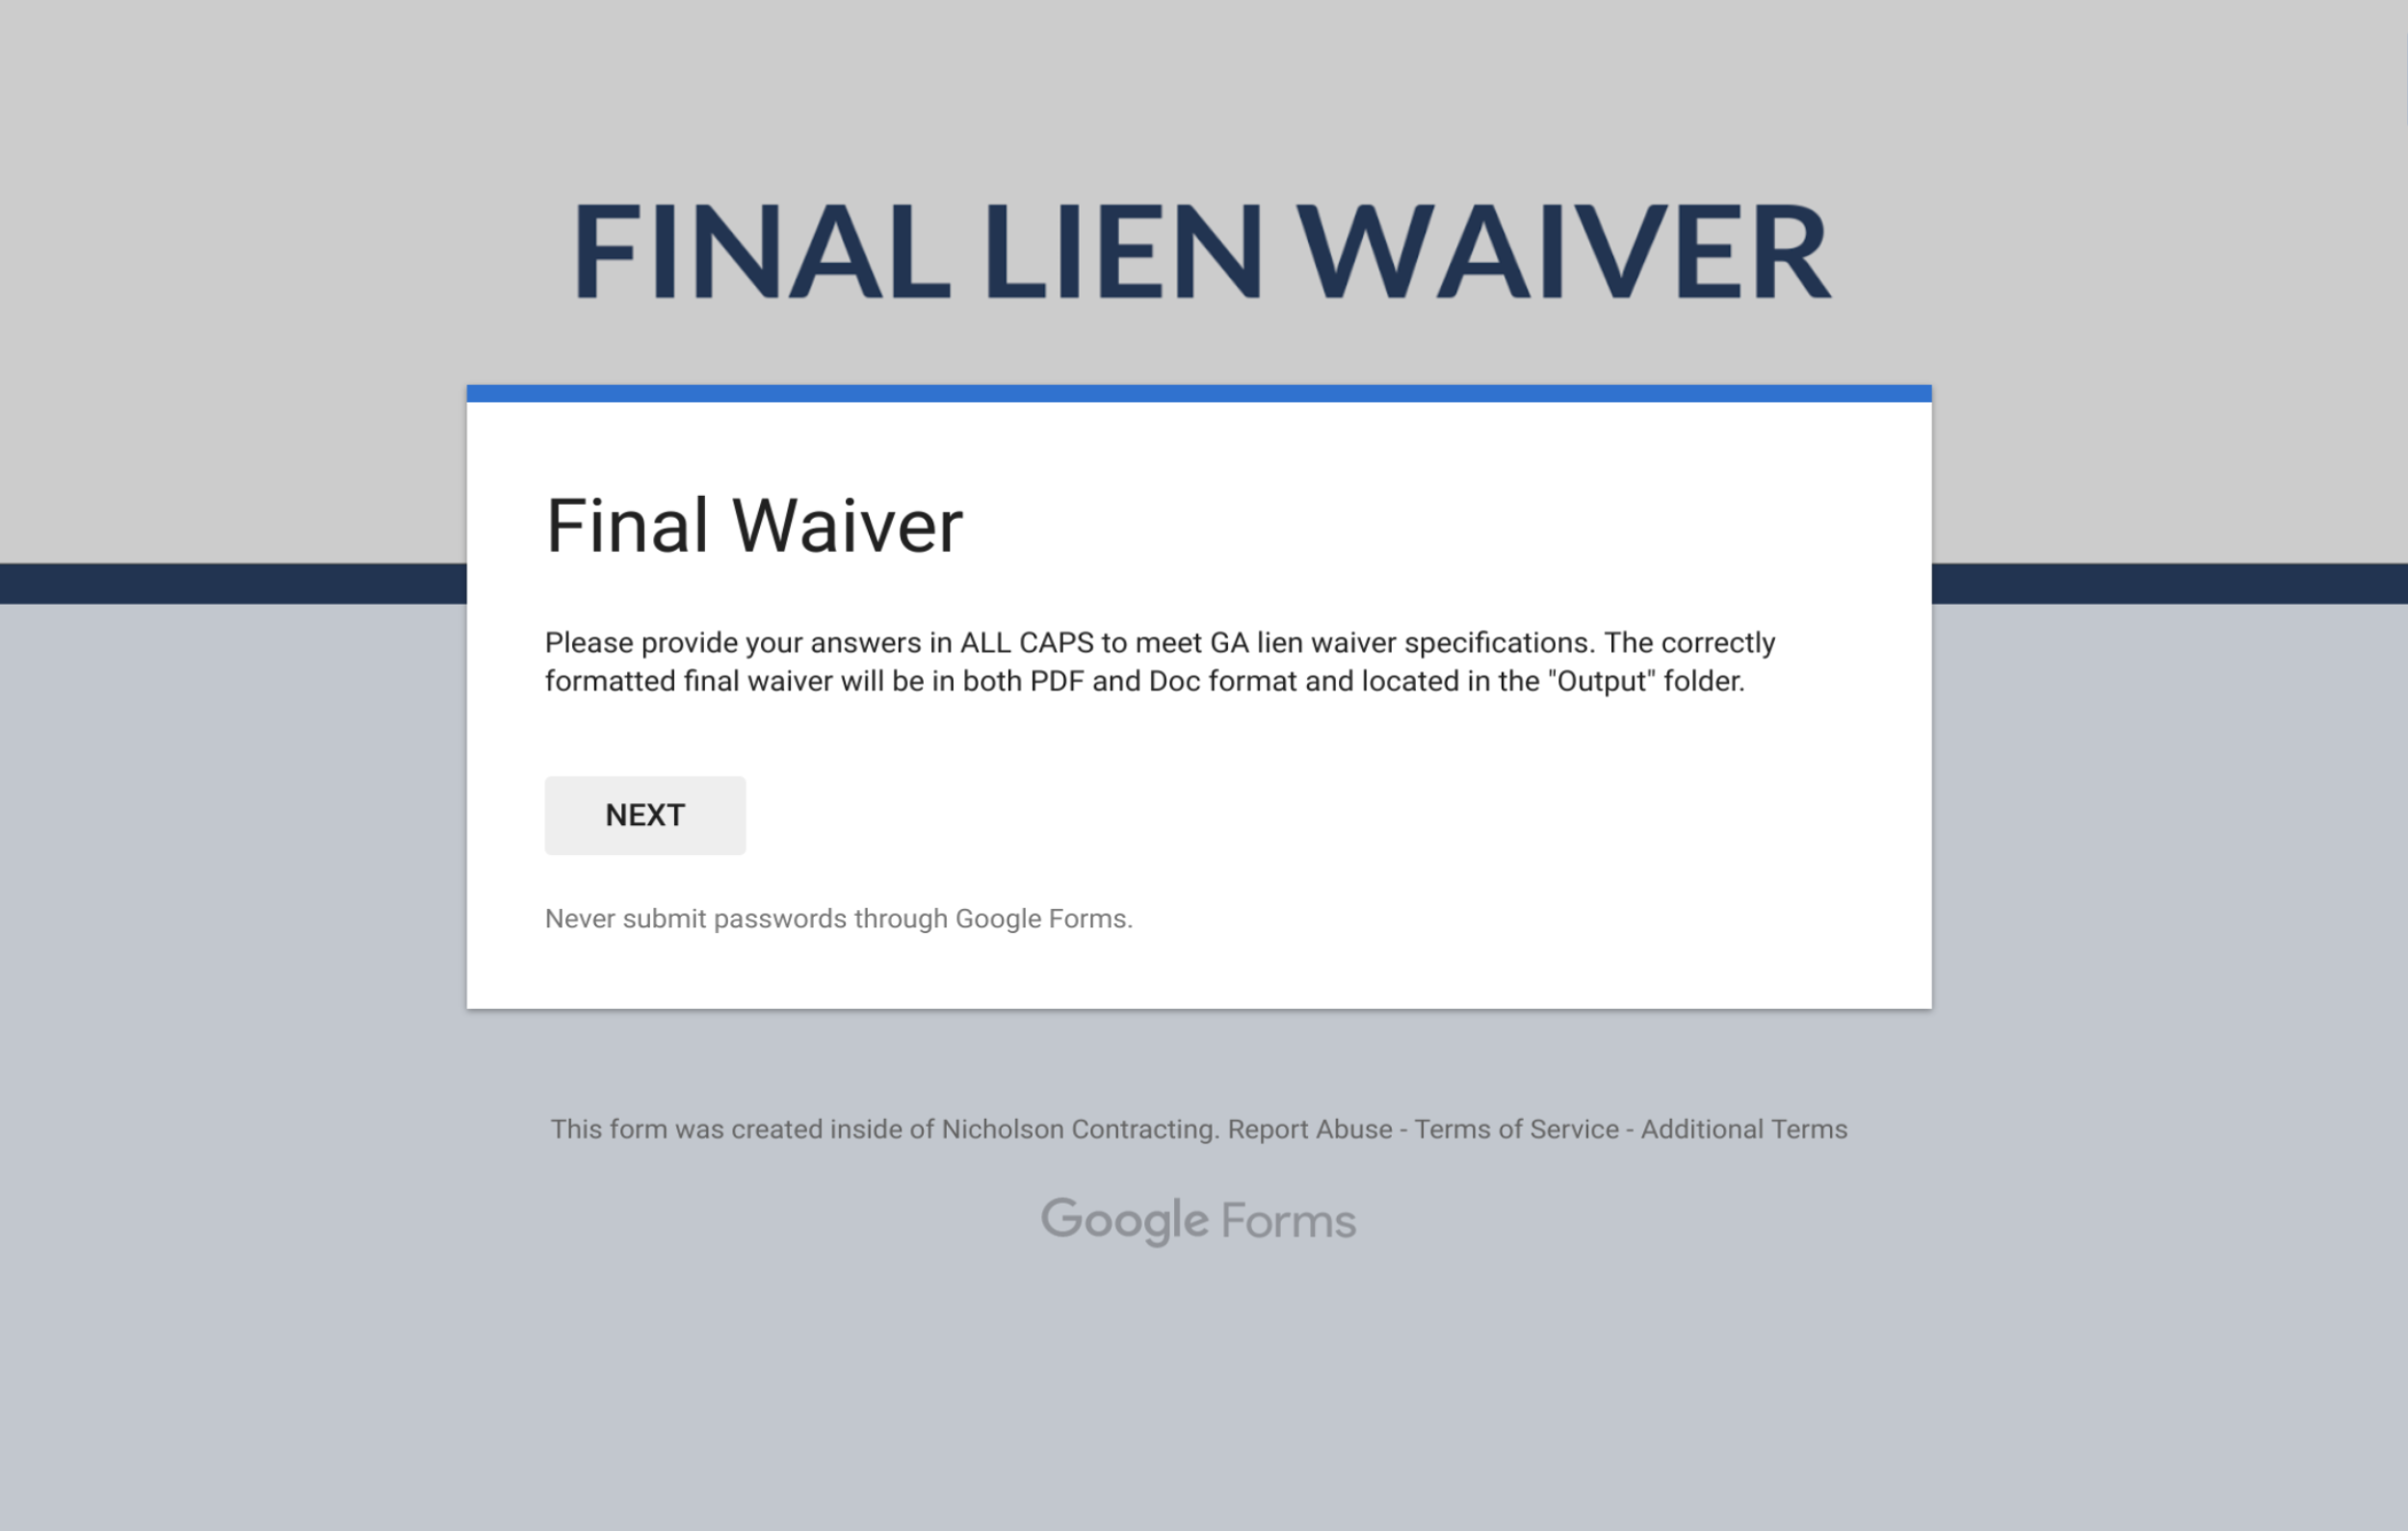 FINAL LIEN WAIVER
Final Waiver
Please provide your answers in ALL CAPS to meet GA lien waiver specifications. The correctly
formatted final waiver will be in both PDF and Doc format and located in the "Output" folder.
NEXT
Never submit passwords through Google Forms.
This form was created inside of Nicholson Contracting. Report Abuse - Terms of Service - Additional Terms
Google Forms